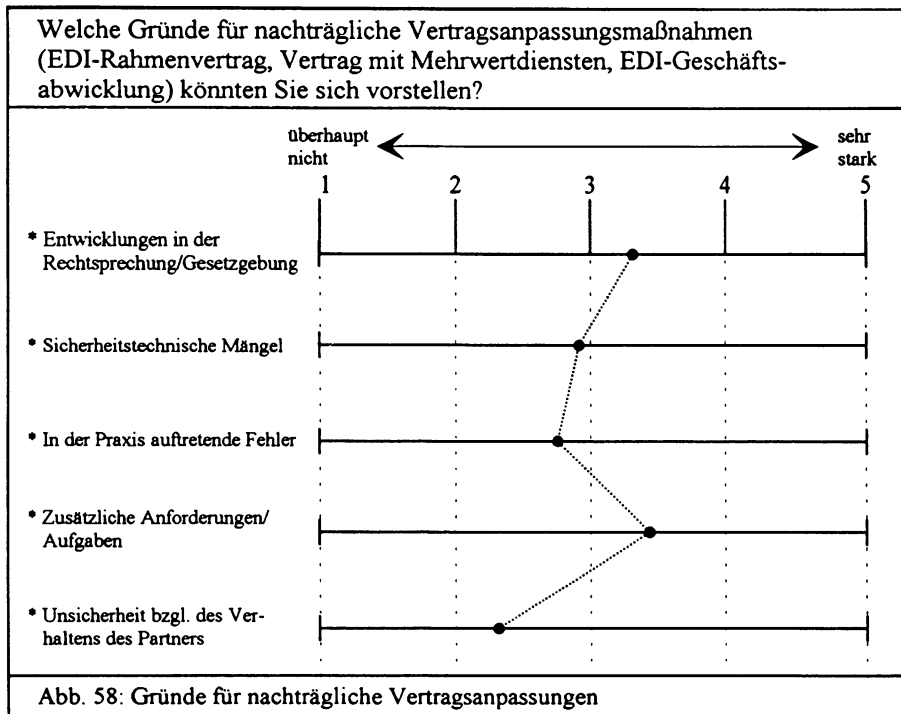 Welche Gründe für nachträgliche Vertragsanpassungsmaßnahmen
(EDI-Rahmenvertrag, Vertrag mit Mehrwertdiensten, EDI-Geschäfts-
abwicklung) könnten Sie sich vorstellen?
überhaupt
nicht
sehr
stark
1 2 3 4 5
* Entwicklungen in der
Rechtsprechung/Gesetzgebung
* Sicherheitstechnische Mängel
* In der Praxis auftretende Fehler
* Zusätzliche Anforderungen/
Aufgaben
* Unsicherheit bzgl. des Ver-
haltens des Partners
Abb. 58: Gründe für nachträgliche Vertragsanpassungen